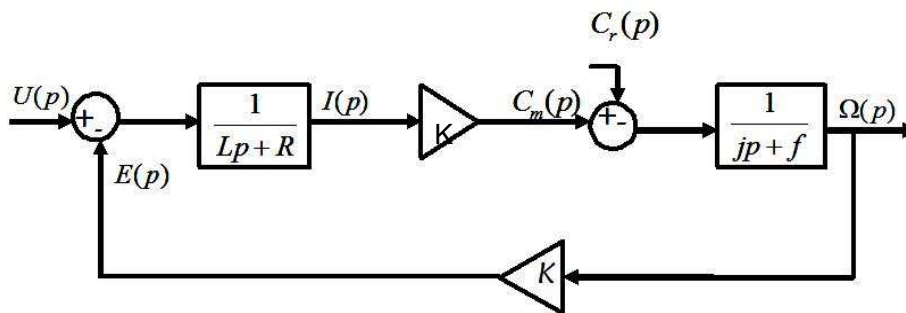 C_r(p)
U(p) + - 1/(Lp + R) I(p) K C_m(p) + - 1/(jp + f) Ω(p)
E(p)
K